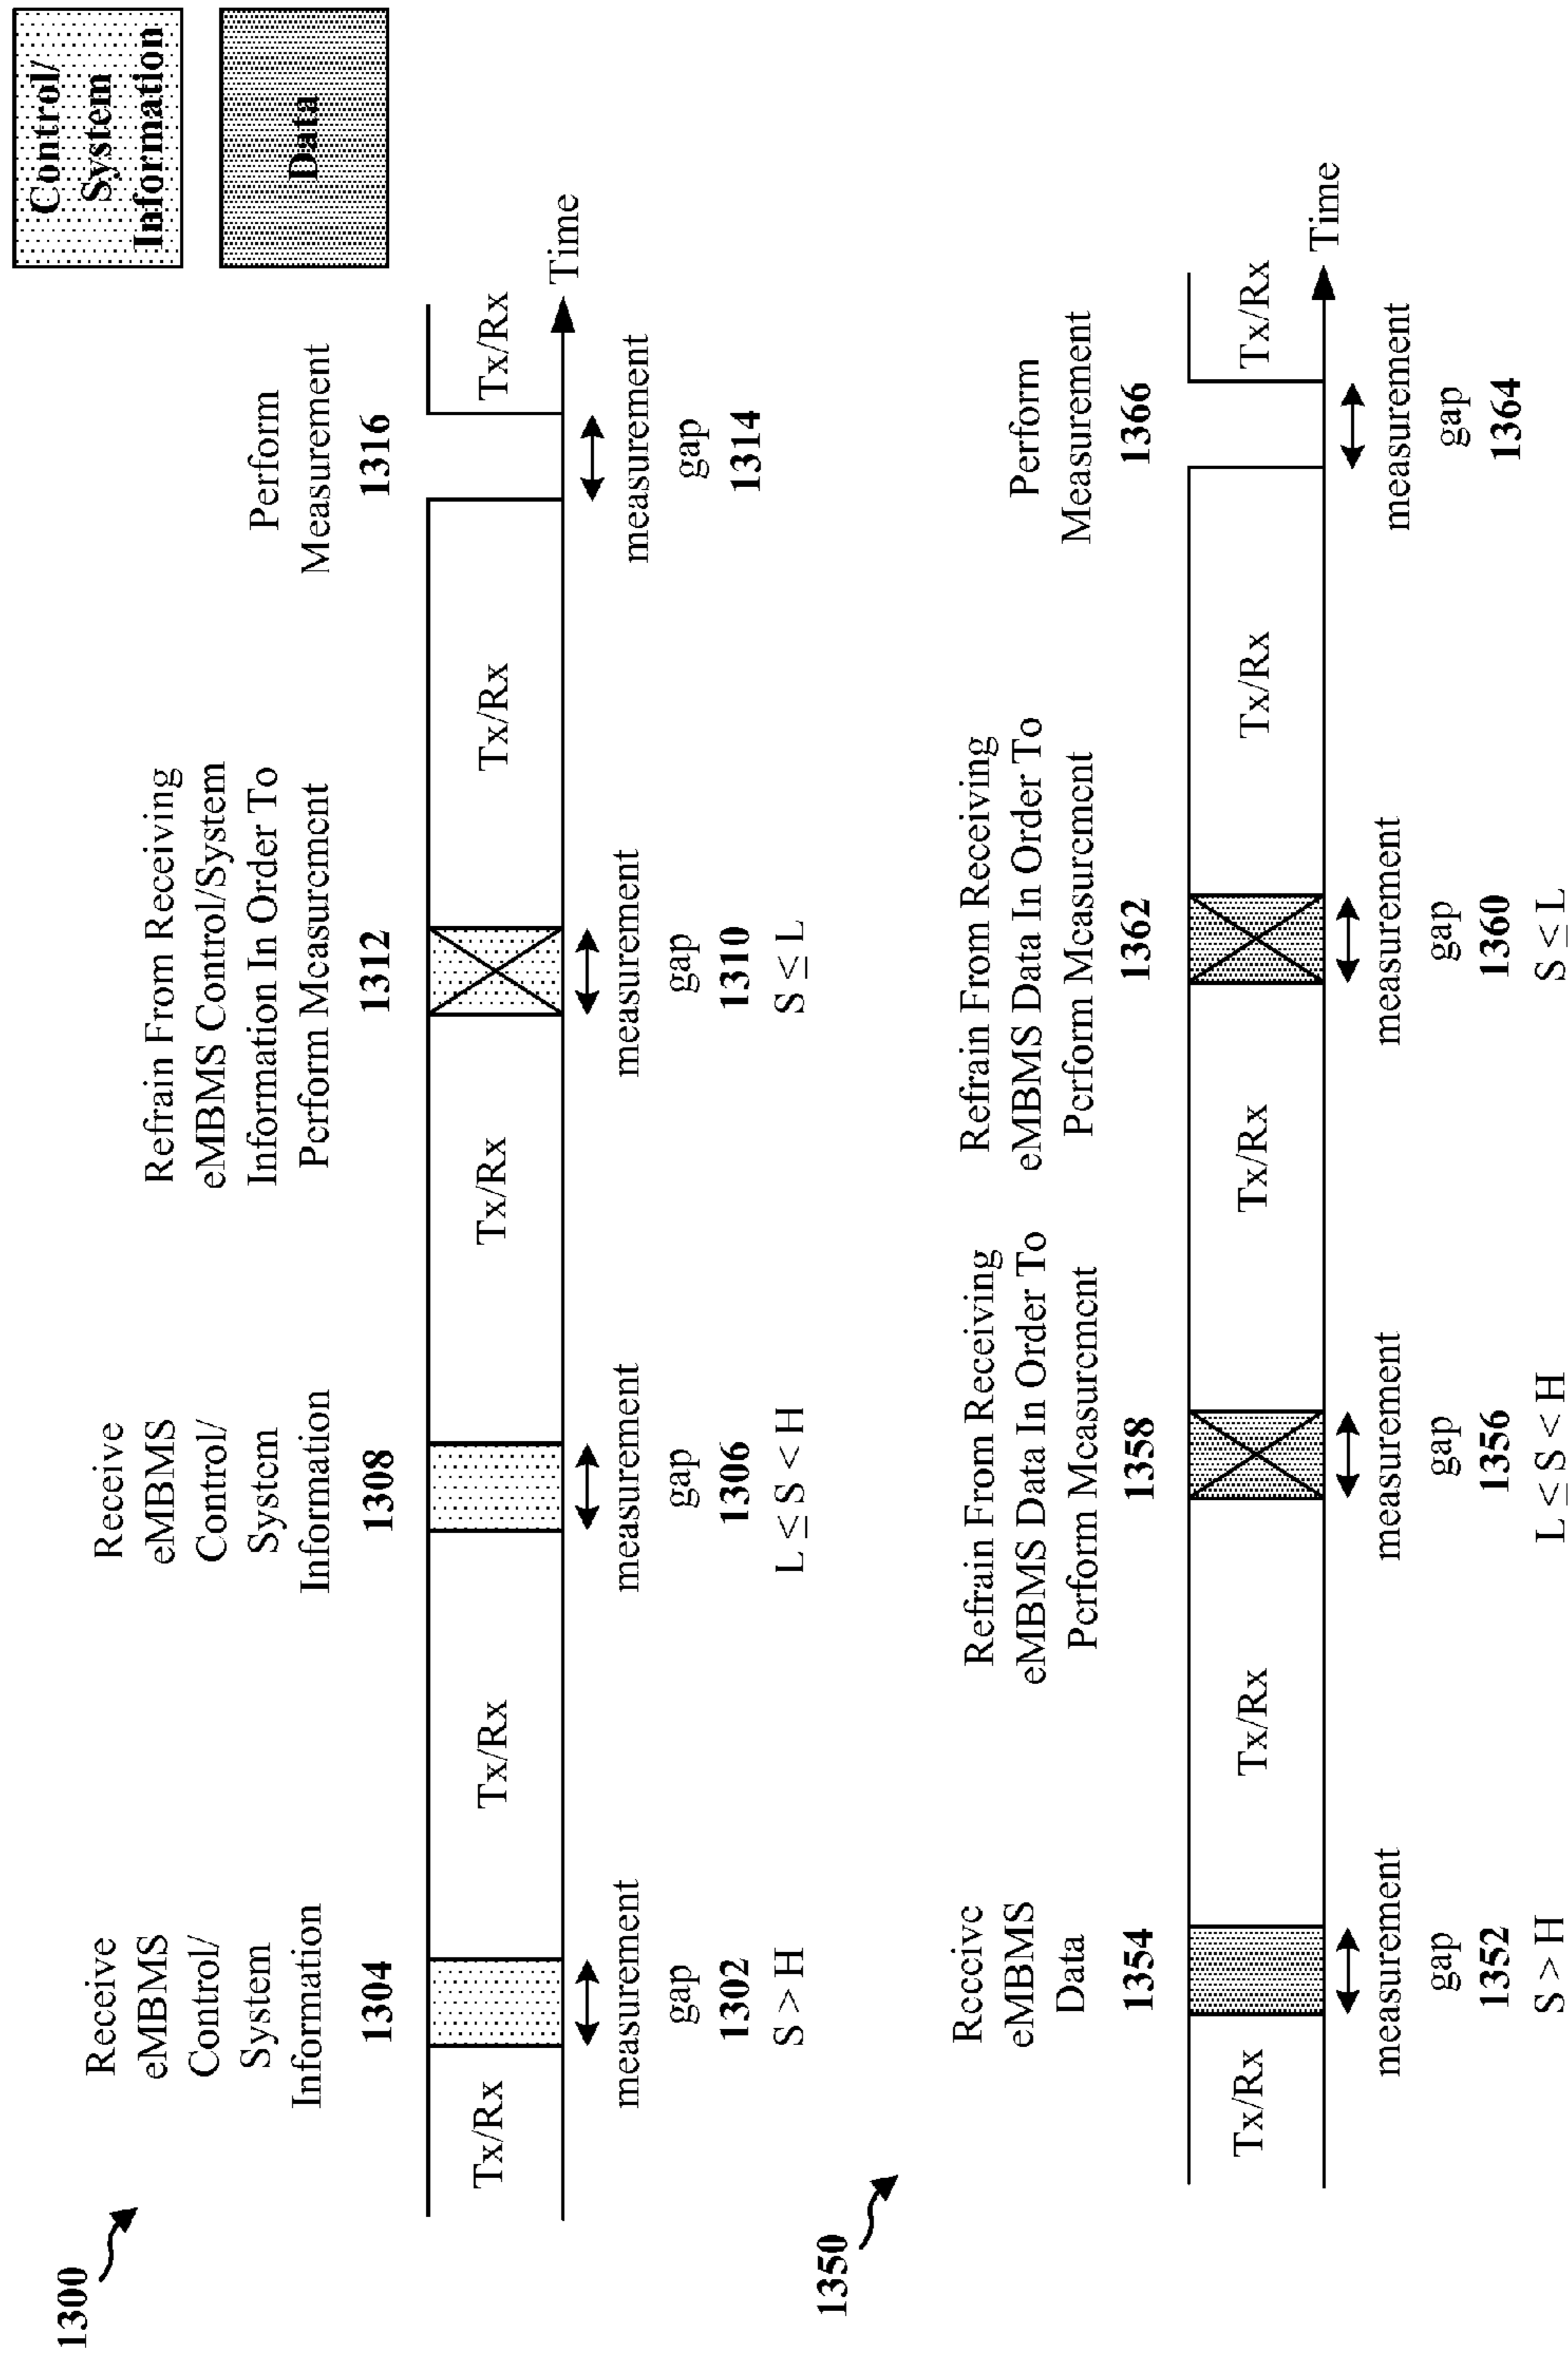 Control/
System
Information
Data
1300
Receive
eMBMS
Control/
System
Information
1304
Receive
eMBMS
Control/
System
Information
1308
Refrain From Receiving
eMBMS Control/System
Information In Order To
Perform Measurement
1312
Perform
Measurement
1316
Tx/Rx
Tx/Rx
Tx/Rx
Tx/Rx
Tx/Rx
Time
measurement
gap
1302
S > H
measurement
gap
1306
L ≤ S < H
measurement
gap
1310
S ≤ L
measurement
gap
1314
1350
Receive
eMBMS
Data
1354
Refrain From Receiving
eMBMS Data In Order To
Perform Measurement
1358
Refrain From Receiving
eMBMS Data In Order To
Perform Measurement
1362
Perform
Measurement
1366
Tx/Rx
Tx/Rx
Tx/Rx
Tx/Rx
Tx/Rx
Time
measurement
gap
1352
S > H
measurement
gap
1356
L ≤ S < H
measurement
gap
1360
S ≤ L
measurement
gap
1364